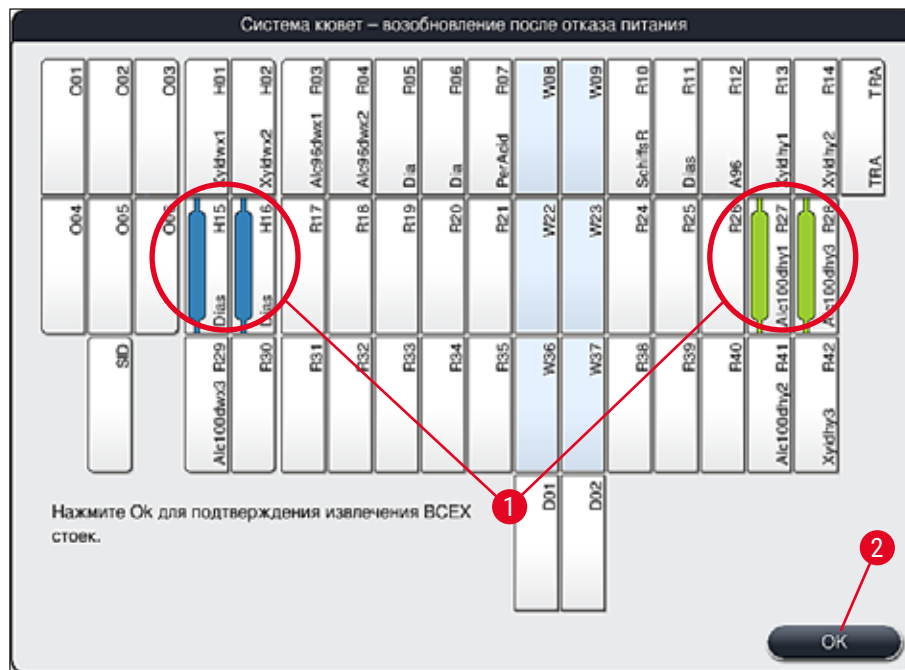 Система кювет – возобновление после отказа питания
O01
O02
O03
Xyldwx1 H01
Xyldwx2 H02
Alc96dwx1 R03
Alc96dwx2 R04
Dia R05
Dia R06
PerAcid R07
W08
W09
SchiffsR R10
Dias R11
A96 R12
Xyldhy1 R13
Xyldhy2 R14
TRA TRA
O04
O05
O06
Dias H15
Dias H16
R17
R18
R19
R20
R21
W22
W23
R24
R25
R26
Alc100dhy1 R27
Alc100dhy3 R28
SID
Alc100dwx3 R29
R30
R31
R32
R33
R34
R35
W36
W37
R38
R39
R40
Alc100dhy2 R41
Xyldhy3 R42
D01
D02
Нажмите Ok для подтверждения извлечения ВСЕХ
стоек.
1
2
OK